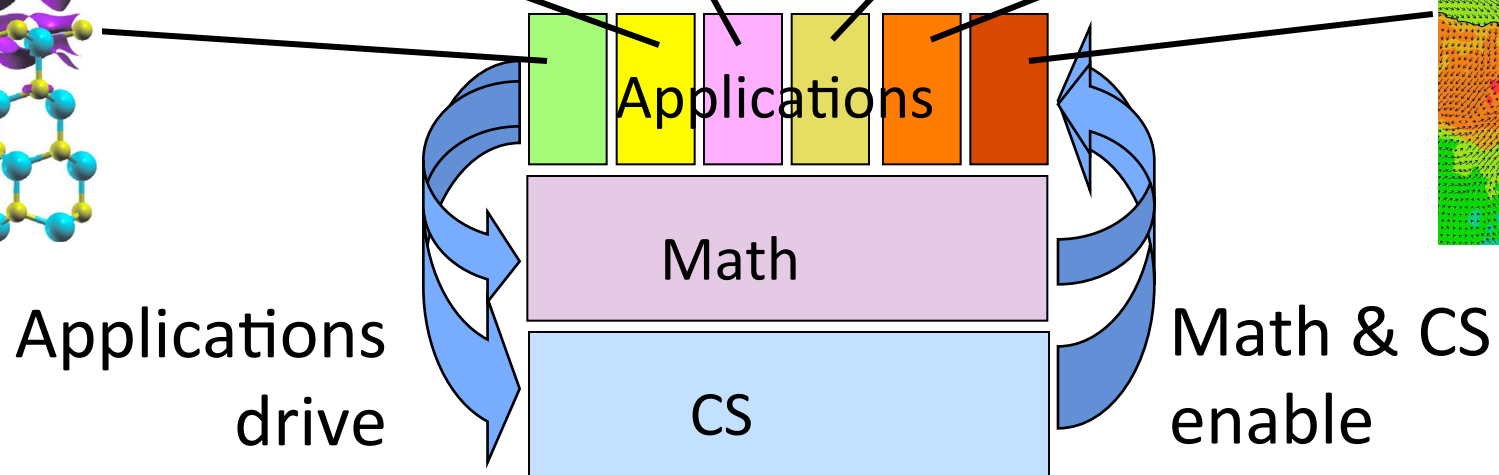 Applications
Math
CS
Applications
drive
Math & CS
enable